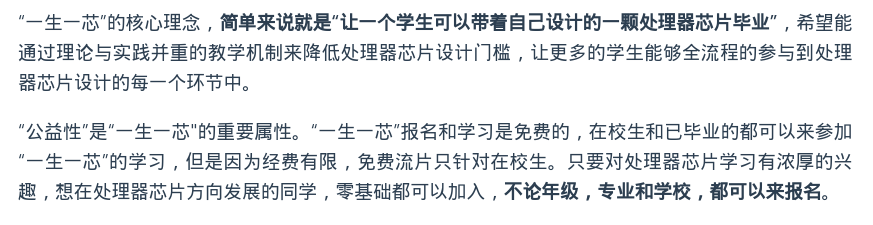 “一生一芯”的核心理念，简单来说就是“让一个学生可以带着自己设计的一颗处理器芯片毕业”，希望能
通过理论与实践并重的教学机制来降低处理器芯片设计门槛，让更多的学生能够全流程的参与到处理
器芯片设计的每一个环节中。
“公益性”是“一生一芯"的重要属性。“一生一芯”报名和学习是免费的，在校生和已毕业的都可以来参加
“一生一芯”的学习，但是因为经费有限，免费流片只针对在校生。只要对处理器芯片学习有浓厚的兴
趣，想在处理器芯片方向发展的同学，零基础都可以加入，不论年级，专业和学校，都可以来报名。